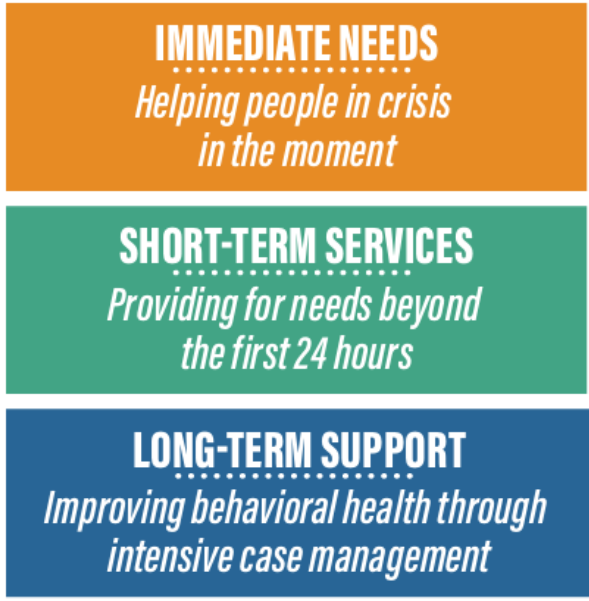 IMMEDIATE NEEDS
Helping people in crisis
in the moment
SHORT-TERM SERVICES
Providing for needs beyond
the first 24 hours
LONG-TERM SUPPORT
Improving behavioral health through
intensive case management